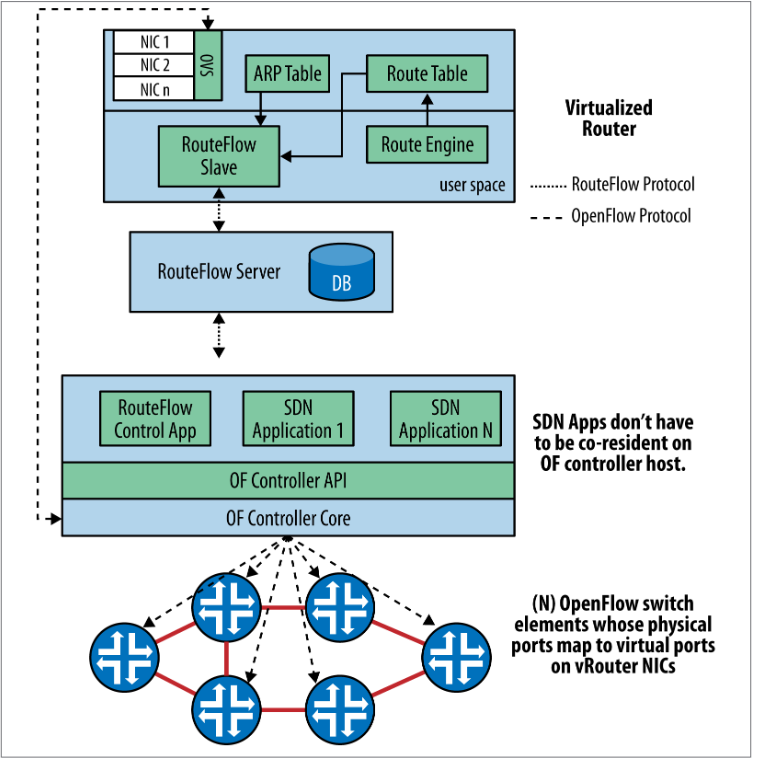 NIC 1
NIC 2
NIC n
OVS
ARP Table
Route Table
RouteFlow
Slave
Route Engine
user space
Virtualized
Router
RouteFlow Protocol
OpenFlow Protocol
RouteFlow Server
DB
RouteFlow
Control App
SDN
Application 1
SDN
Application N
OF Controller API
OF Controller Core
SDN Apps don’t have
to be co-resident on
OF controller host.
(N) OpenFlow switch
elements whose physical
ports map to virtual ports
on vRouter NICs